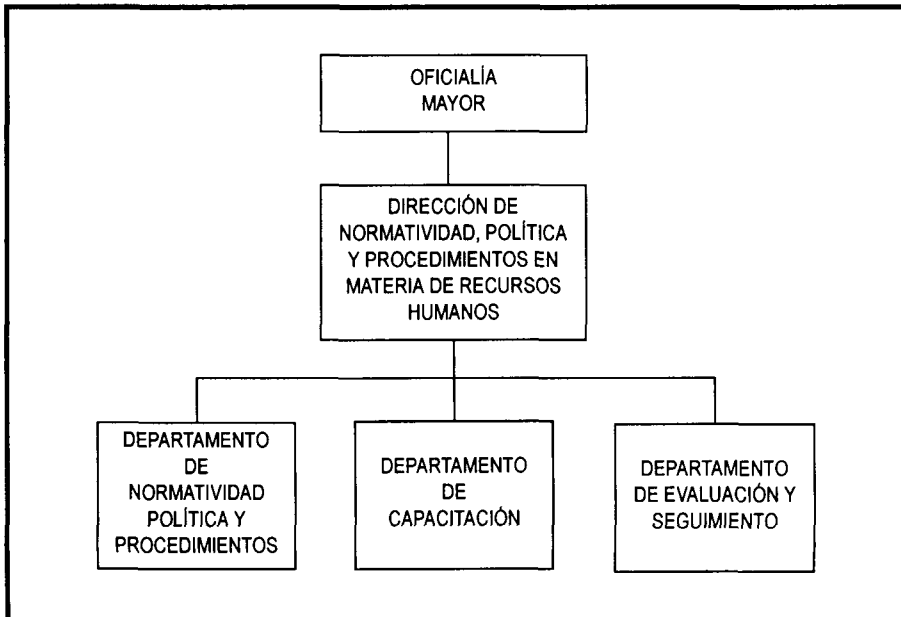 OFICIALÍA
MAYOR
DIRECCIÓN DE
NORMATIVIDAD, POLÍTICA
Y PROCEDIMIENTOS EN
MATERIA DE RECURSOS
HUMANOS
DEPARTAMENTO
DE
NORMATIVIDAD
POLÍTICA Y
PROCEDIMIENTOS
DEPARTAMENTO
DE
CAPACITACIÓN
DEPARTAMENTO
DE EVALUACIÓN Y
SEGUIMIENTO